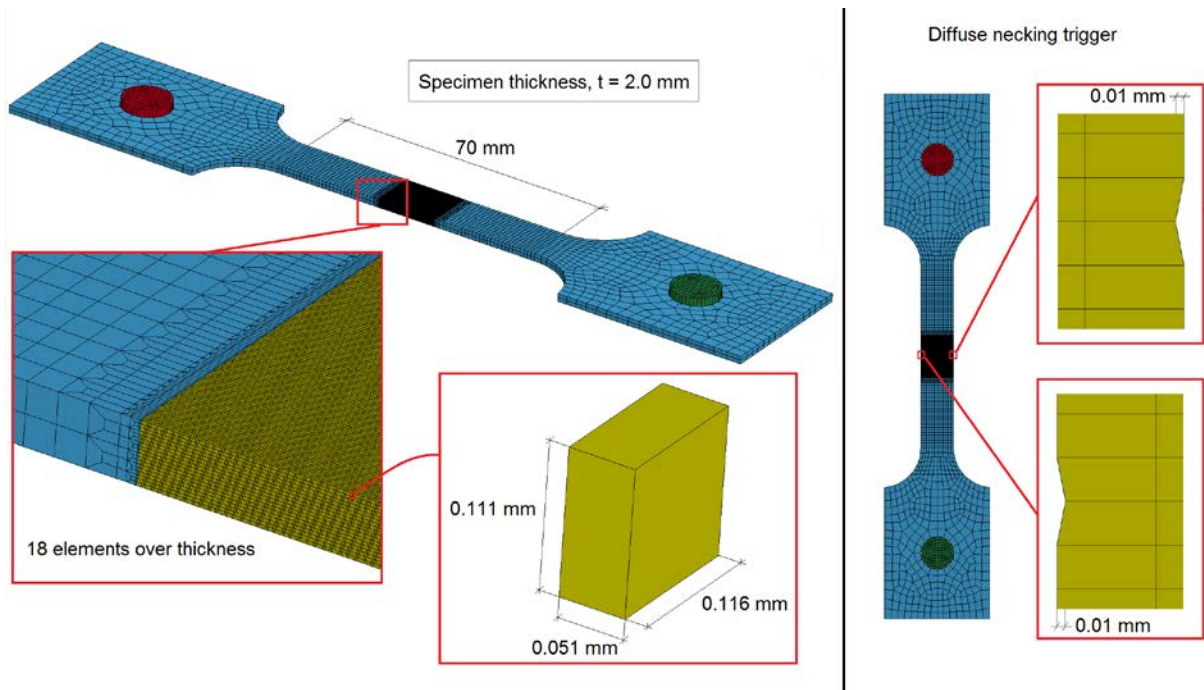 Specimen thickness, t = 2.0 mm
70 mm
18 elements over thickness
0.111 mm
0.116 mm
0.051 mm
Diffuse necking trigger
0.01 mm
0.01 mm